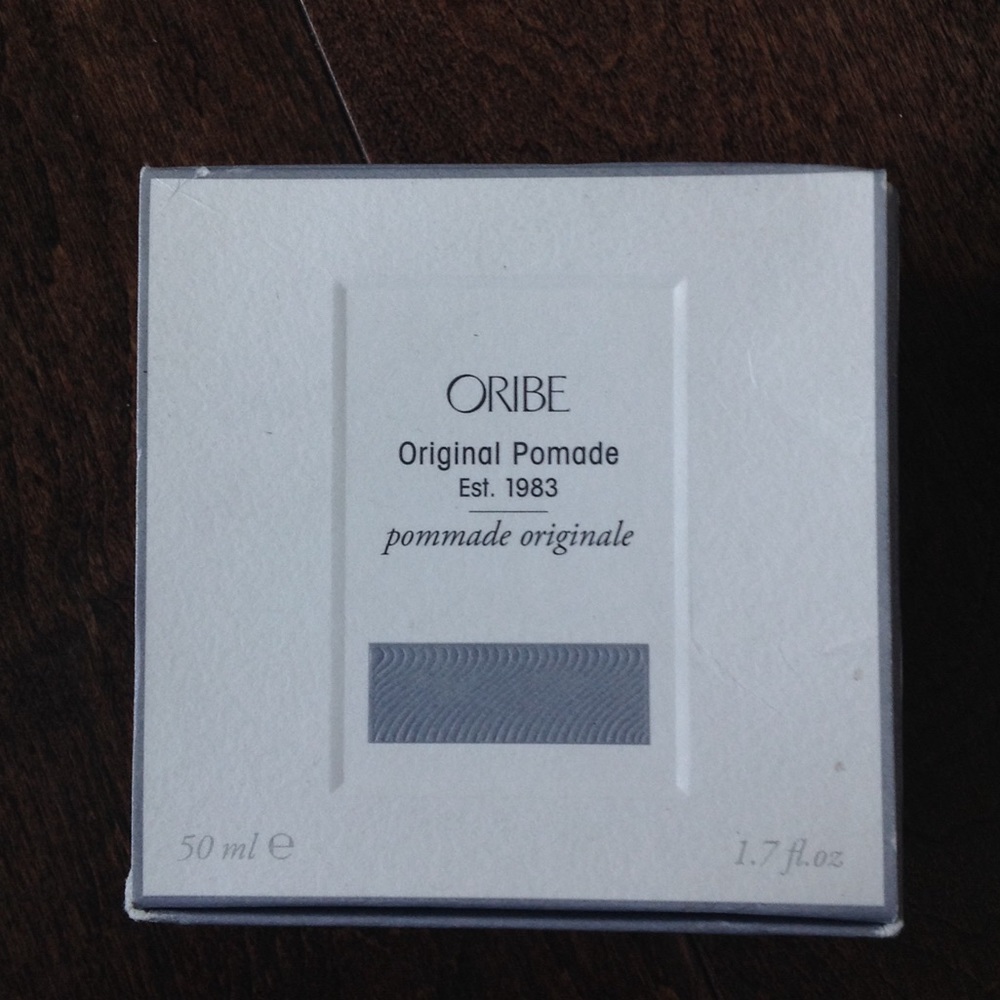 ORIBE
Original Pomade
Est. 1983
pommade originale
50 ml ℮
1.7 fl.oz